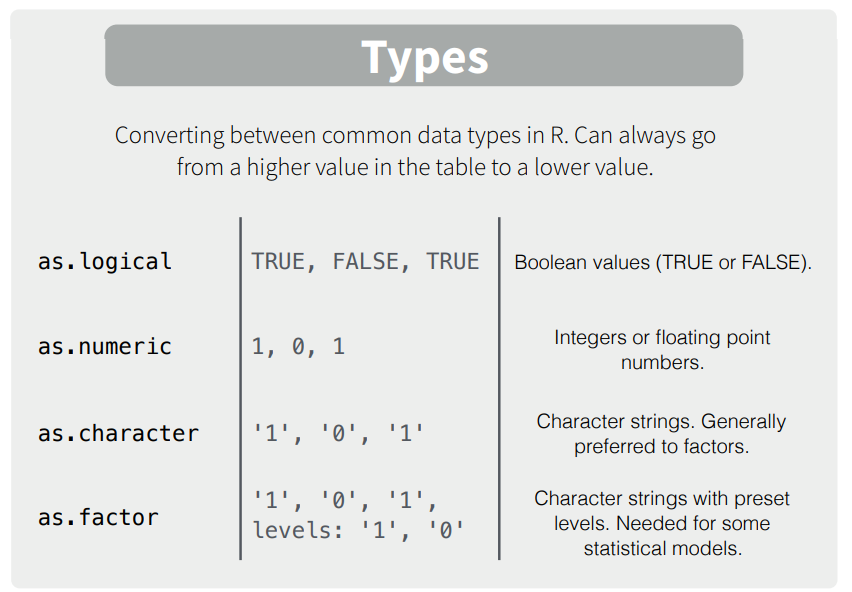 Types
Converting between common data types in R. Can always go
from a higher value in the table to a lower value.
as.logical
TRUE, FALSE, TRUE
Boolean values (TRUE or FALSE).
as.numeric
1, 0, 1
Integers or floating point
numbers.
as.character
'1', '0', '1'
Character strings. Generally
preferred to factors.
as.factor
'1', '0', '1',
levels: '1', '0'
Character strings with preset
levels. Needed for some
statistical models.